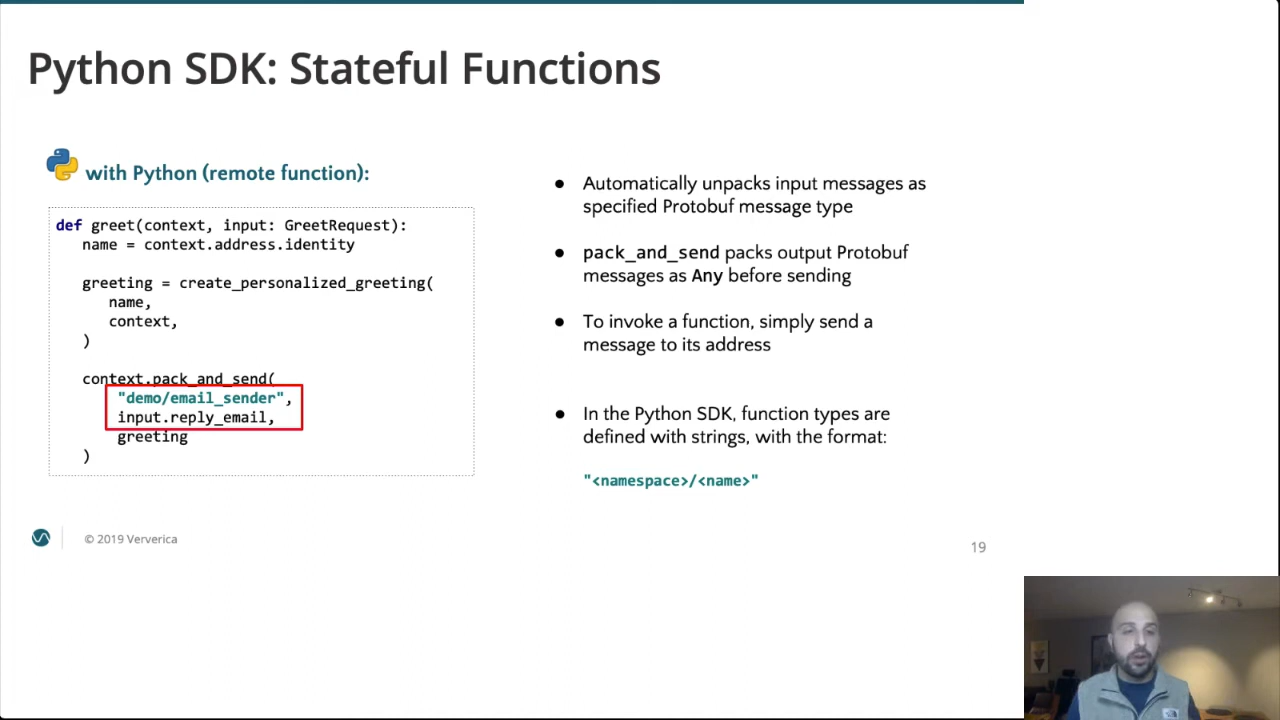 Python SDK: Stateful Functions
with Python (remote function):
def greet(context, input: GreetRequest):
name = context.address.identity
greeting = create_personalized_greeting(
name,
context,
)
context.pack_and_send(
"demo/email_sender",
input.reply_email,
greeting
)
● Automatically unpacks input messages as
specified Protobuf message type
● pack_and_send packs output Protobuf
messages as Any before sending
● To invoke a function, simply send a
message to its address
● In the Python SDK, function types are
defined with strings, with the format:
"<namespace>/<name>"
© 2019 Ververica
19